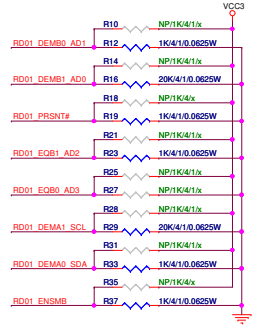 VCC3
R10 NP/1K/4/1/x
RD01_DEMB0_AD1 R12 1K/4/1/0.0625W
R14 NP/1K/4/1/x
RD01_DEMB1_AD0 R16 20K/4/1/0.0625W
R18 NP/1K/4/x
RD01_PRSNT# R19 1K/4/1/0.0625W
R21 NP/1K/4/1/x
RD01_EQB1_AD2 R23 1K/4/1/0.0625W
R25 NP/1K/4/1/x
RD01_EQB0_AD3 R27 NP/1K/4/1/x
R28 NP/1K/4/1/x
RD01_DEMA1_SCL R29 20K/4/1/0.0625W
R31 NP/1K/4/1/x
RD01_DEMA0_SDA R33 1K/4/1/0.0625W
R35 NP/1K/4/x
RD01_ENSMB R37 1K/4/1/0.0625W